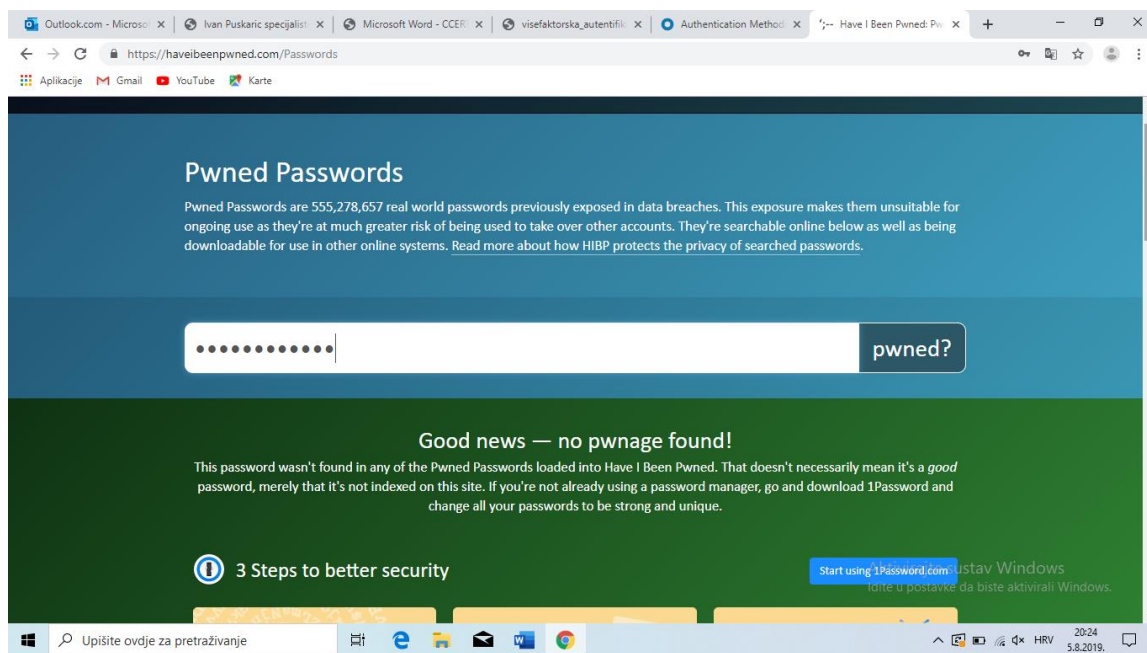 Outlook.com - Microso
Ivan Puskaric specijalist
Microsoft Word - CCER
visefaktorska_autentifik
Authentication Method
';-- Have I Been Pwned: Pw
https://haveibeenpwned.com/Passwords
Aplikacije
Gmail
YouTube
Karte
Pwned Passwords
Pwned Passwords are 555,278,657 real world passwords previously exposed in data breaches. This exposure makes them unsuitable for
ongoing use as they're at much greater risk of being used to take over other accounts. They're searchable online below as well as being
downloadable for use in other online systems. Read more about how HIBP protects the privacy of searched passwords.
••••••••••••
pwned?
Good news — no pwnage found!
This password wasn't found in any of the Pwned Passwords loaded into Have I Been Pwned. That doesn't necessarily mean it's a good
password, merely that it's not indexed on this site. If you're not already using a password manager, go and download 1Password and
change all your passwords to be strong and unique.
3 Steps to better security
Start using 1Password.com
sustav Windows
Idite u postavke da biste aktivirali Windows.
Upišite ovdje za pretraživanje
HRV
20:24
5.8.2019.